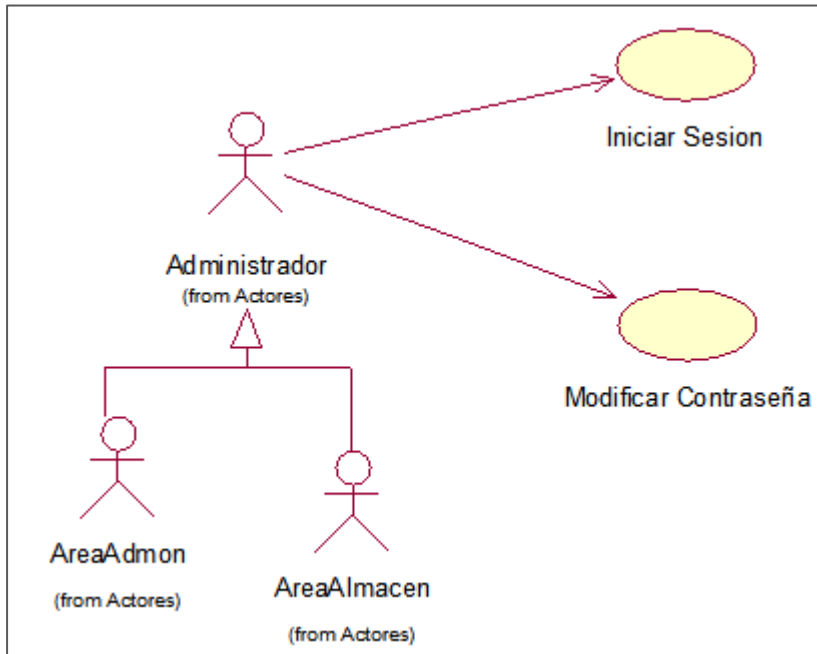 Iniciar Sesion
Administrador
(from Actores)
Modificar Contraseña
AreaAdmon
(from Actores)
AreaAlmacen
(from Actores)